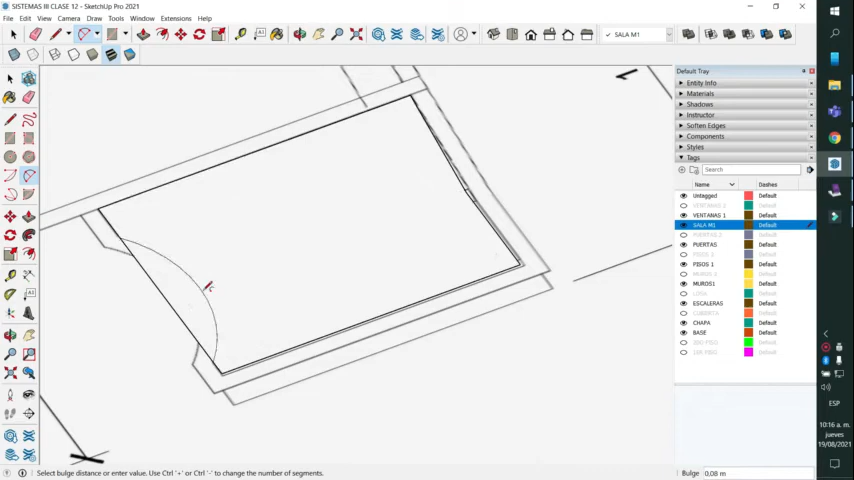 SISTEMAS III CLASE 12 - SketchUp Pro 2021
File Edit View Camera Draw Tools Window Extensions Help
SALA M1
Default Tray
Entity Info
Materials
Shadows
Instructor
Soften Edges
Components
Styles
Tags
Search
Name Dashes
Untagged Default
VENTANAS 2 Default
VENTANAS 1 Default
SALA M1 Default
PUERTAS 2 Default
PUERTAS Default
PISOS 2 Default
PISOS 1 Default
MUROS 2 Default
MUROS1 Default
LOSA Default
ESCALERAS Default
CUBIERTA Default
CHAPA Default
BASE Default
2DO PISO Default
1ER PISO Default
ESP
10:16 a. m.
jueves
19/08/2021
Select bulge distance or enter value. Use Ctrl '+' or Ctrl '-' to change the number of segments.
Bulge 0,08 m